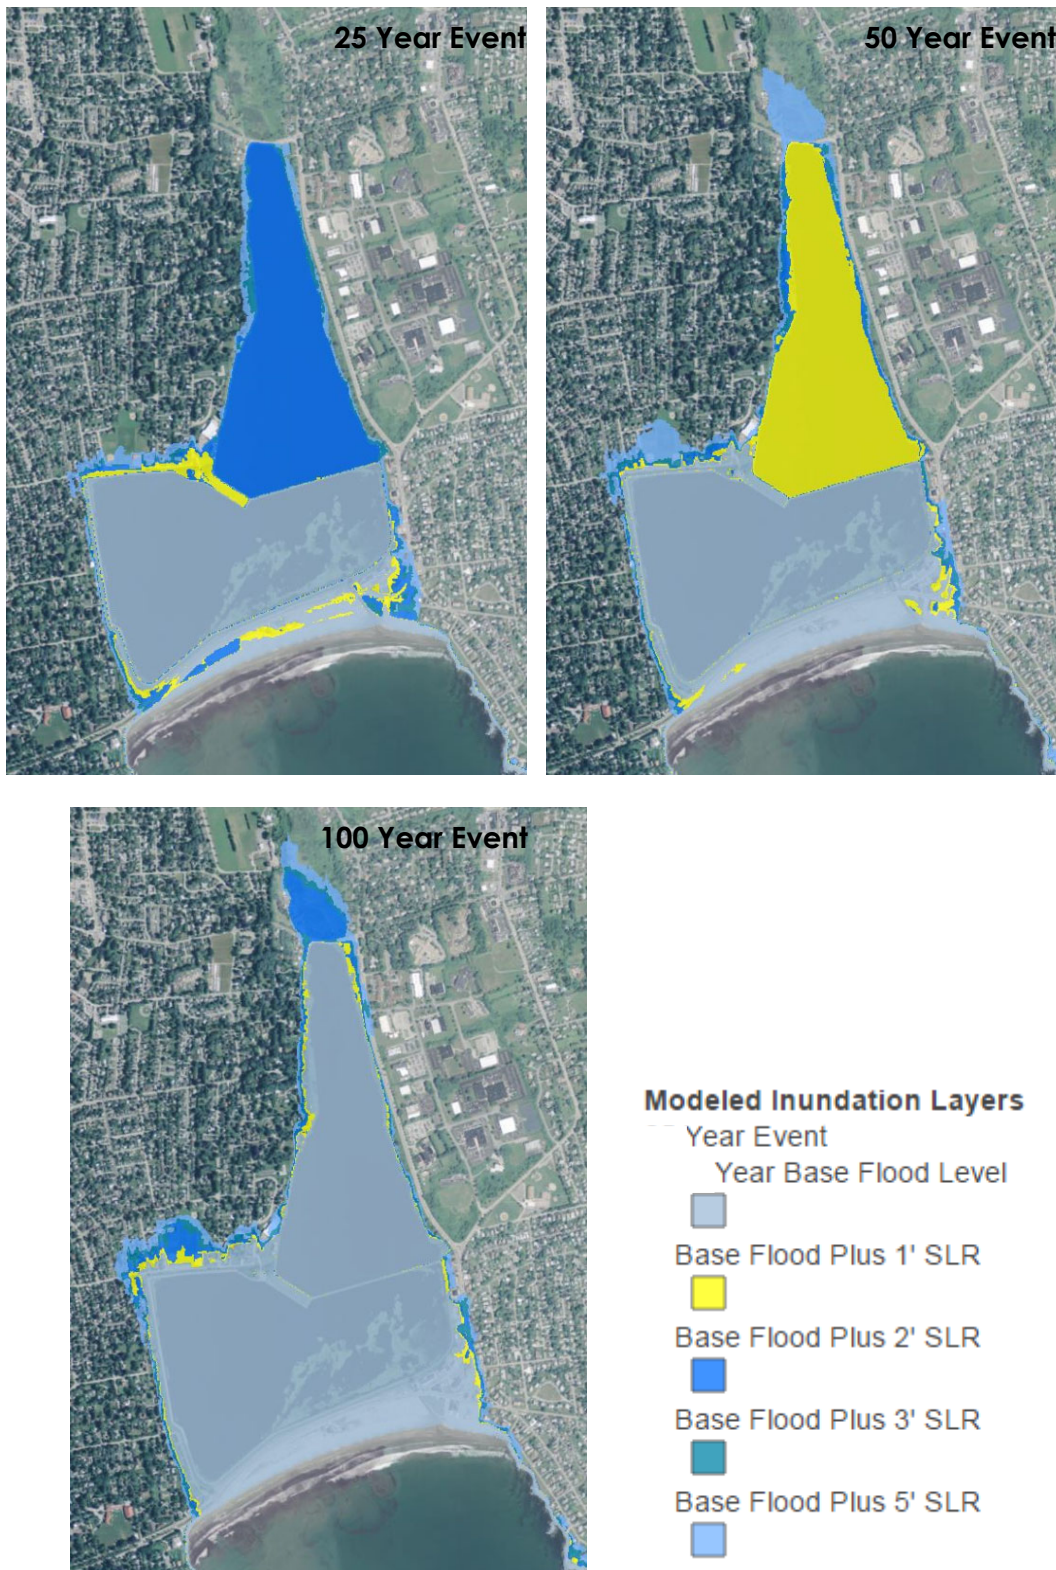 25 Year Event
50 Year Event
100 Year Event
Modeled Inundation Layers
Year Event
Year Base Flood Level
Base Flood Plus 1' SLR
Base Flood Plus 2' SLR
Base Flood Plus 3' SLR
Base Flood Plus 5' SLR